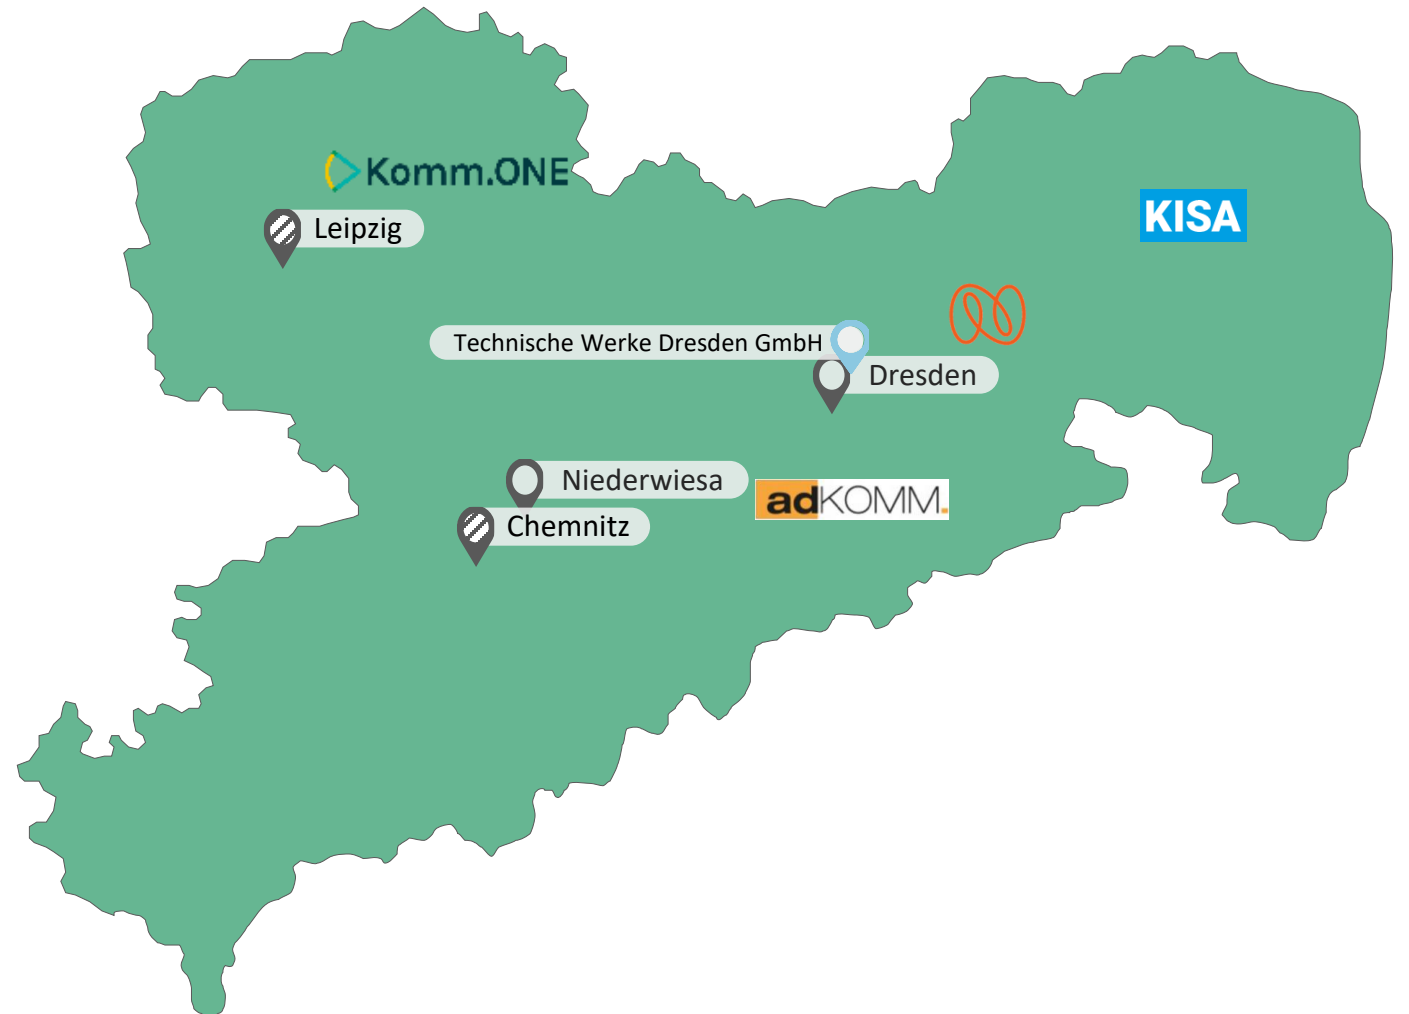 Komm.ONE
Leipzig
KISA
Technische Werke Dresden GmbH
Dresden
Niederwiesa
adKOMM.
Chemnitz